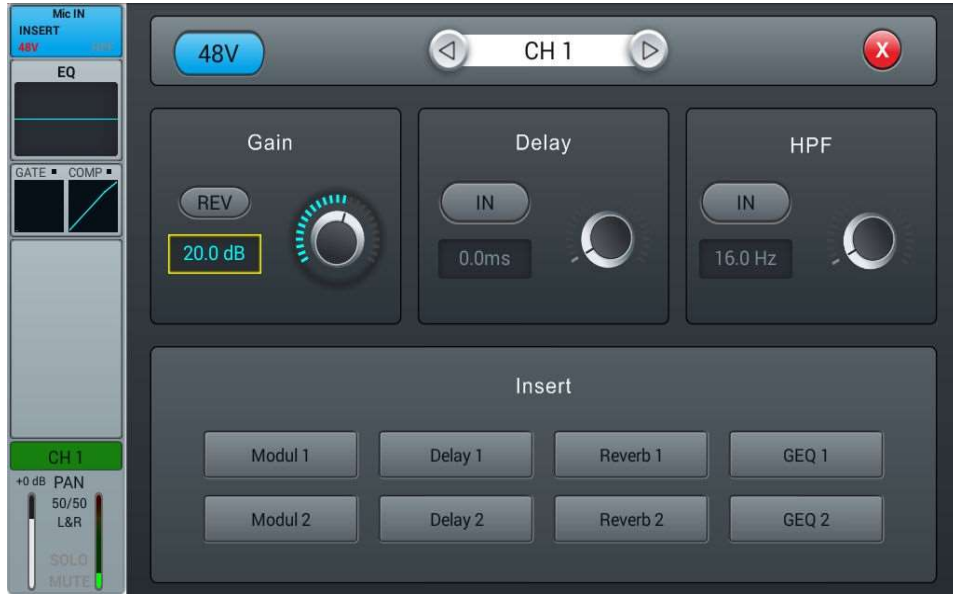 Mic IN
INSERT
48V HPF
EQ
GATE COMP
CH 1
+0 dB PAN
50/50
L&R
SOLO
MUTE
48V
CH 1
X
Gain
REV
20.0 dB
Delay
IN
0.0ms
HPF
IN
16.0 Hz
Insert
Modul 1 Delay 1 Reverb 1 GEQ 1
Modul 2 Delay 2 Reverb 2 GEQ 2